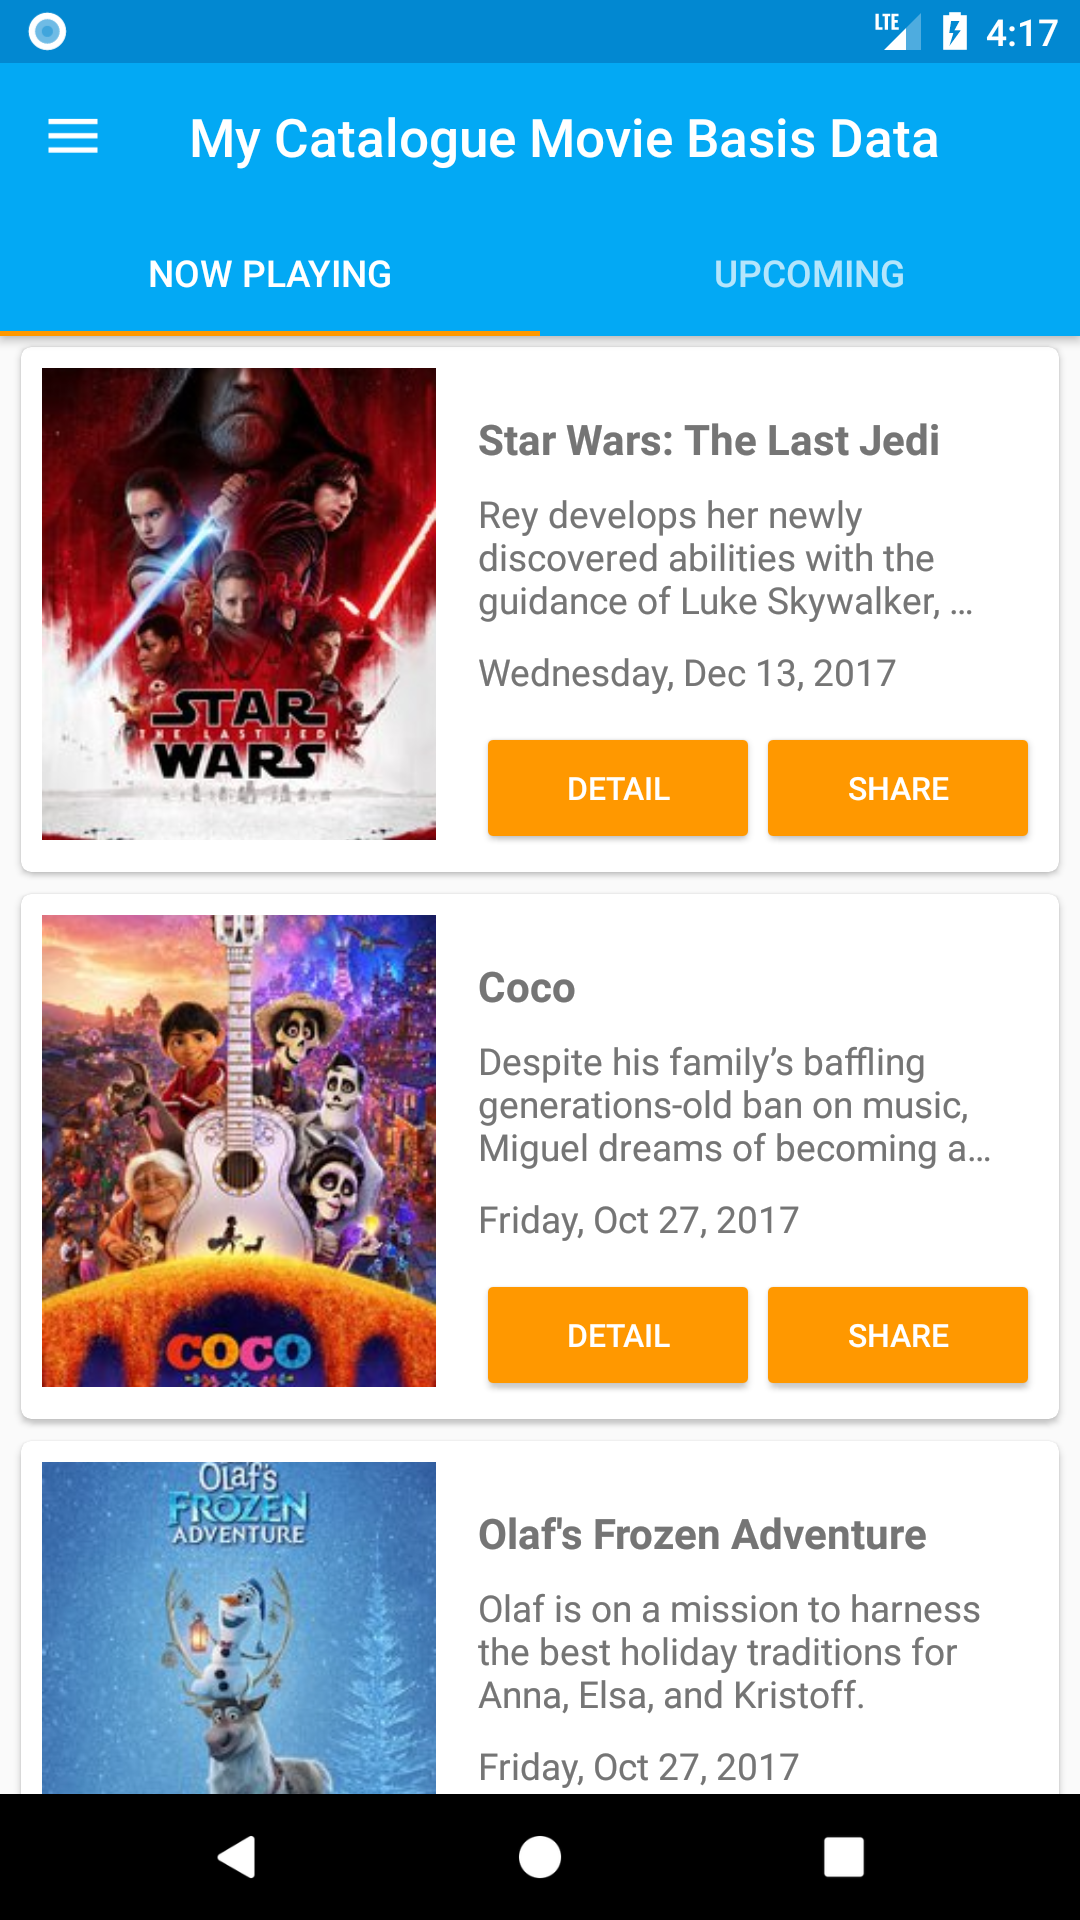 LTE 4:17
My Catalogue Movie Basis Data
NOW PLAYING
UPCOMING
STAR
THE LAST JEDI
WARS
Star Wars: The Last Jedi
Rey develops her newly
discovered abilities with the
guidance of Luke Skywalker, …
Wednesday, Dec 13, 2017
DETAIL
SHARE
COCO
Coco
Despite his family’s baffling
generations-old ban on music,
Miguel dreams of becoming a…
Friday, Oct 27, 2017
DETAIL
SHARE
Olaf's
FROZEN
ADVENTURE
Olaf's Frozen Adventure
Olaf is on a mission to harness
the best holiday traditions for
Anna, Elsa, and Kristoff.
Friday, Oct 27, 2017